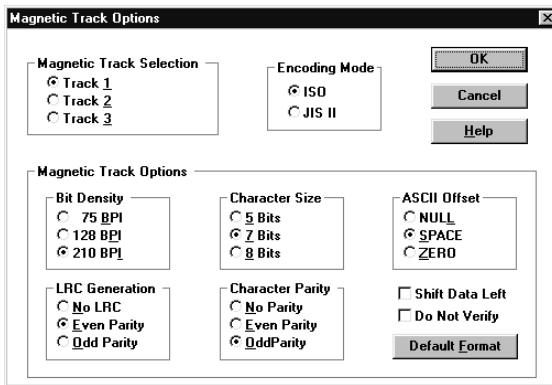 Magnetic Track Options
Magnetic Track Selection
Track 1
Track 2
Track 3
Encoding Mode
ISO
JIS II
OK
Cancel
Help
Magnetic Track Options
Bit Density
75 BPI
128 BPI
210 BPI
Character Size
5 Bits
7 Bits
8 Bits
ASCII Offset
NULL
SPACE
ZERO
LRC Generation
No LRC
Even Parity
Odd Parity
Character Parity
No Parity
Even Parity
OddParity
Shift Data Left
Do Not Verify
Default Format